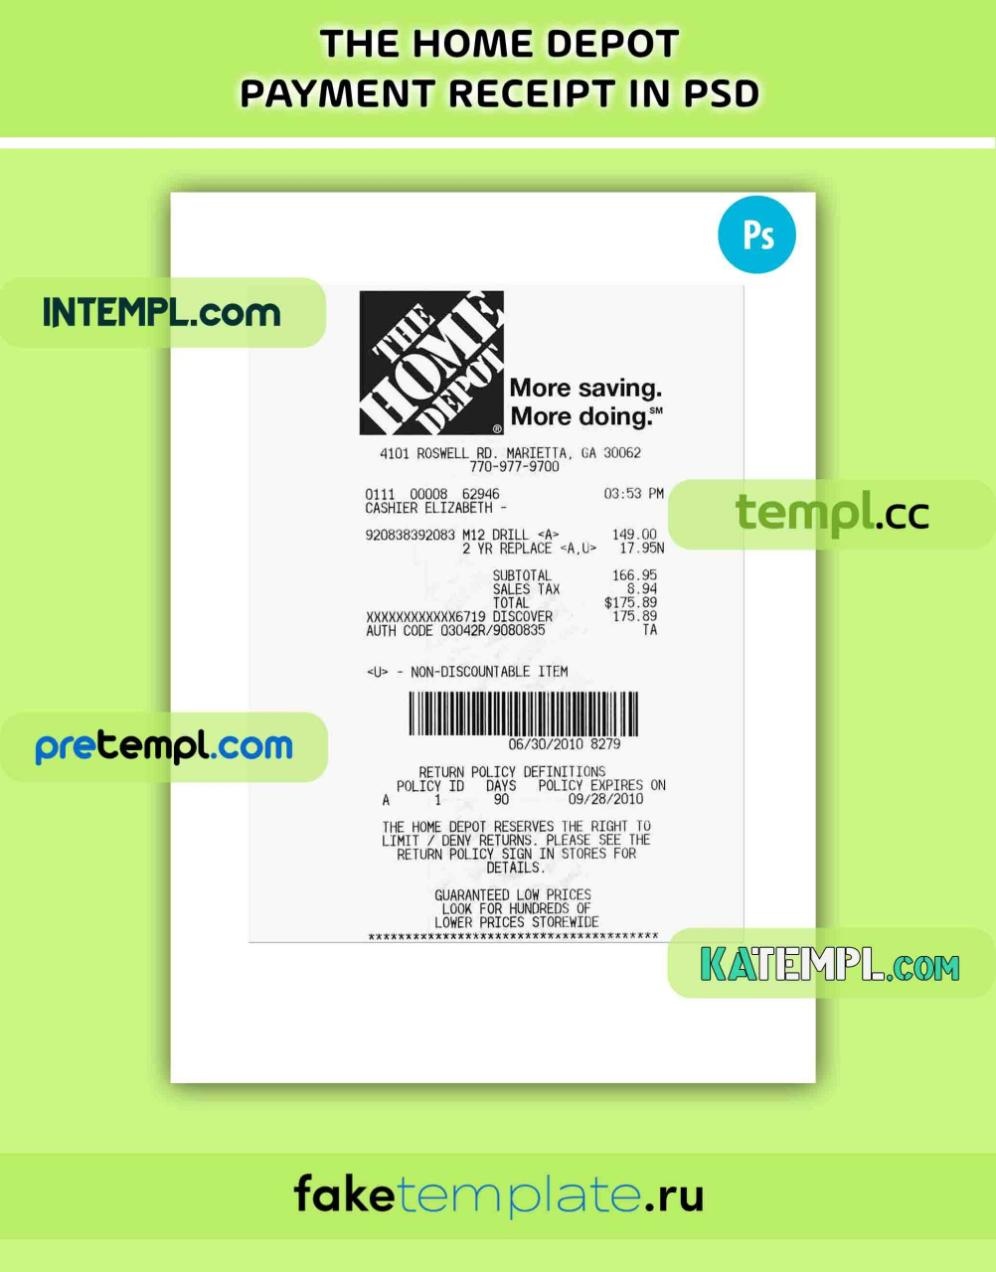 THE HOME DEPOT
PAYMENT RECEIPT IN PSD
Ps
INTEMPL.com
THE
HOME
DEPOT
®
More saving.
More doing.℠
4101 ROSWELL RD. MARIETTA, GA 30062
770-977-9700
0111 00008 62946 03:53 PM
CASHIER ELIZABETH -
templ.cc
920838392083 M12 DRILL <A> 149.00
2 YR REPLACE <A,U> 17.95N
SUBTOTAL 166.95
SALES TAX 8.94
TOTAL $175.89
XXXXXXXXXXXX6719 DISCOVER 175.89
AUTH CODE 03042R/9080835 TA
<U> - NON-DISCOUNTABLE ITEM
pretempl.com
06/30/2010 8279
RETURN POLICY DEFINITIONS
POLICY ID DAYS POLICY EXPIRES ON
A 1 90 09/28/2010
THE HOME DEPOT RESERVES THE RIGHT TO
LIMIT / DENY RETURNS. PLEASE SEE THE
RETURN POLICY SIGN IN STORES FOR
DETAILS.
GUARANTEED LOW PRICES
LOOK FOR HUNDREDS OF
LOWER PRICES STOREWIDE
***************************************
KATEMPL.COM
faketemplate.ru